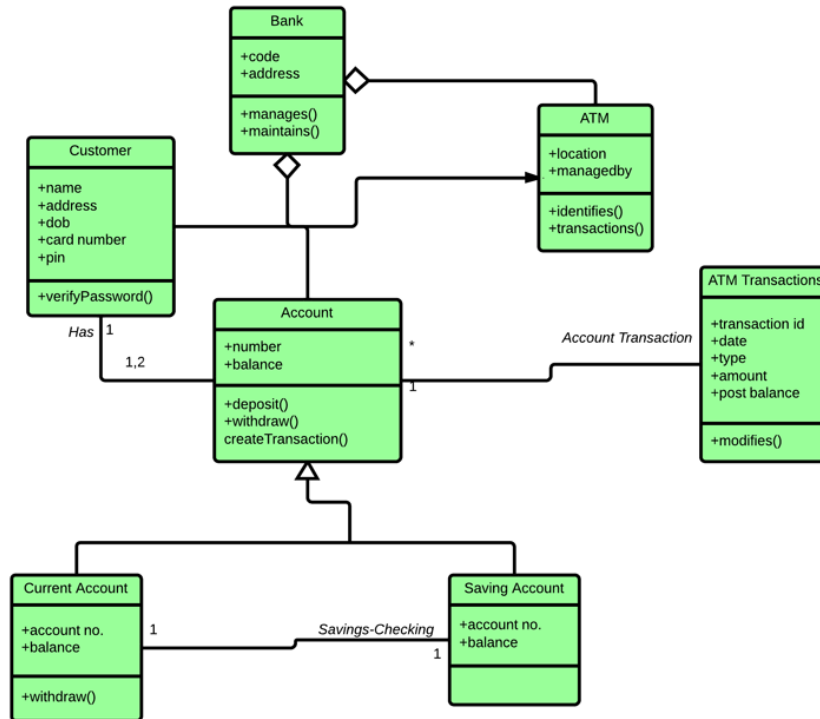 Bank
+code
+address
+manages()
+maintains()
ATM
+location
+managedby
+identifies()
+transactions()
Customer
+name
+address
+dob
+card number
+pin
+verifyPassword()
Has
1
1,2
Account
+number
+balance
+deposit()
+withdraw()
createTransaction()
*
1
Account Transaction
ATM Transactions
+transaction id
+date
+type
+amount
+post balance
+modifies()
Current Account
+account no.
+balance
+withdraw()
1
Savings-Checking
1
Saving Account
+account no.
+balance